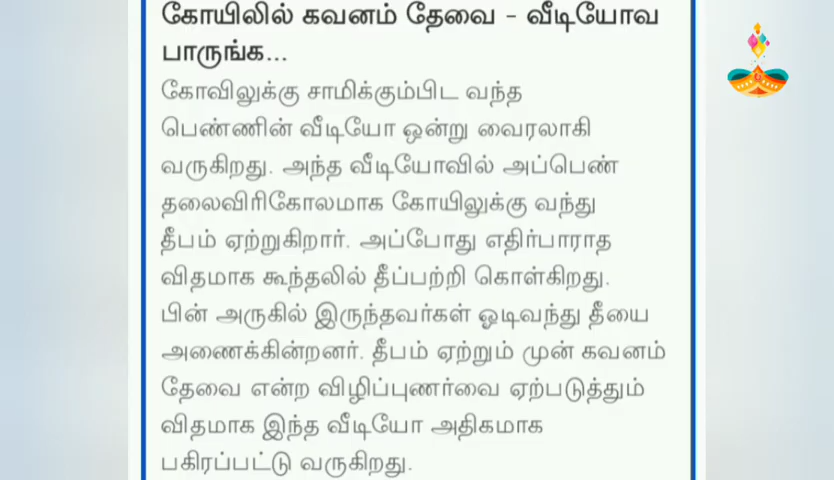 கோயிலில் கவனம் தேவை - வீடியோவ
பாருங்க...
கோவிலுக்கு சாமிக்கும்பிட வந்த
பெண்ணின் வீடியோ ஒன்று வைரலாகி
வருகிறது. அந்த வீடியோவில் அப்பெண்
தலைவிரிகோலமாக கோயிலுக்கு வந்து
தீபம் ஏற்றுகிறார். அப்போது எதிர்பாராத
விதமாக கூந்தலில் தீப்பற்றி கொள்கிறது.
பின் அருகில் இருந்தவர்கள் ஓடிவந்து தீயை
அணைக்கின்றனர். தீபம் ஏற்றும் முன் கவனம்
தேவை என்ற விழிப்புணர்வை ஏற்படுத்தும்
விதமாக இந்த வீடியோ அதிகமாக
பகிரப்பட்டு வருகிறது.